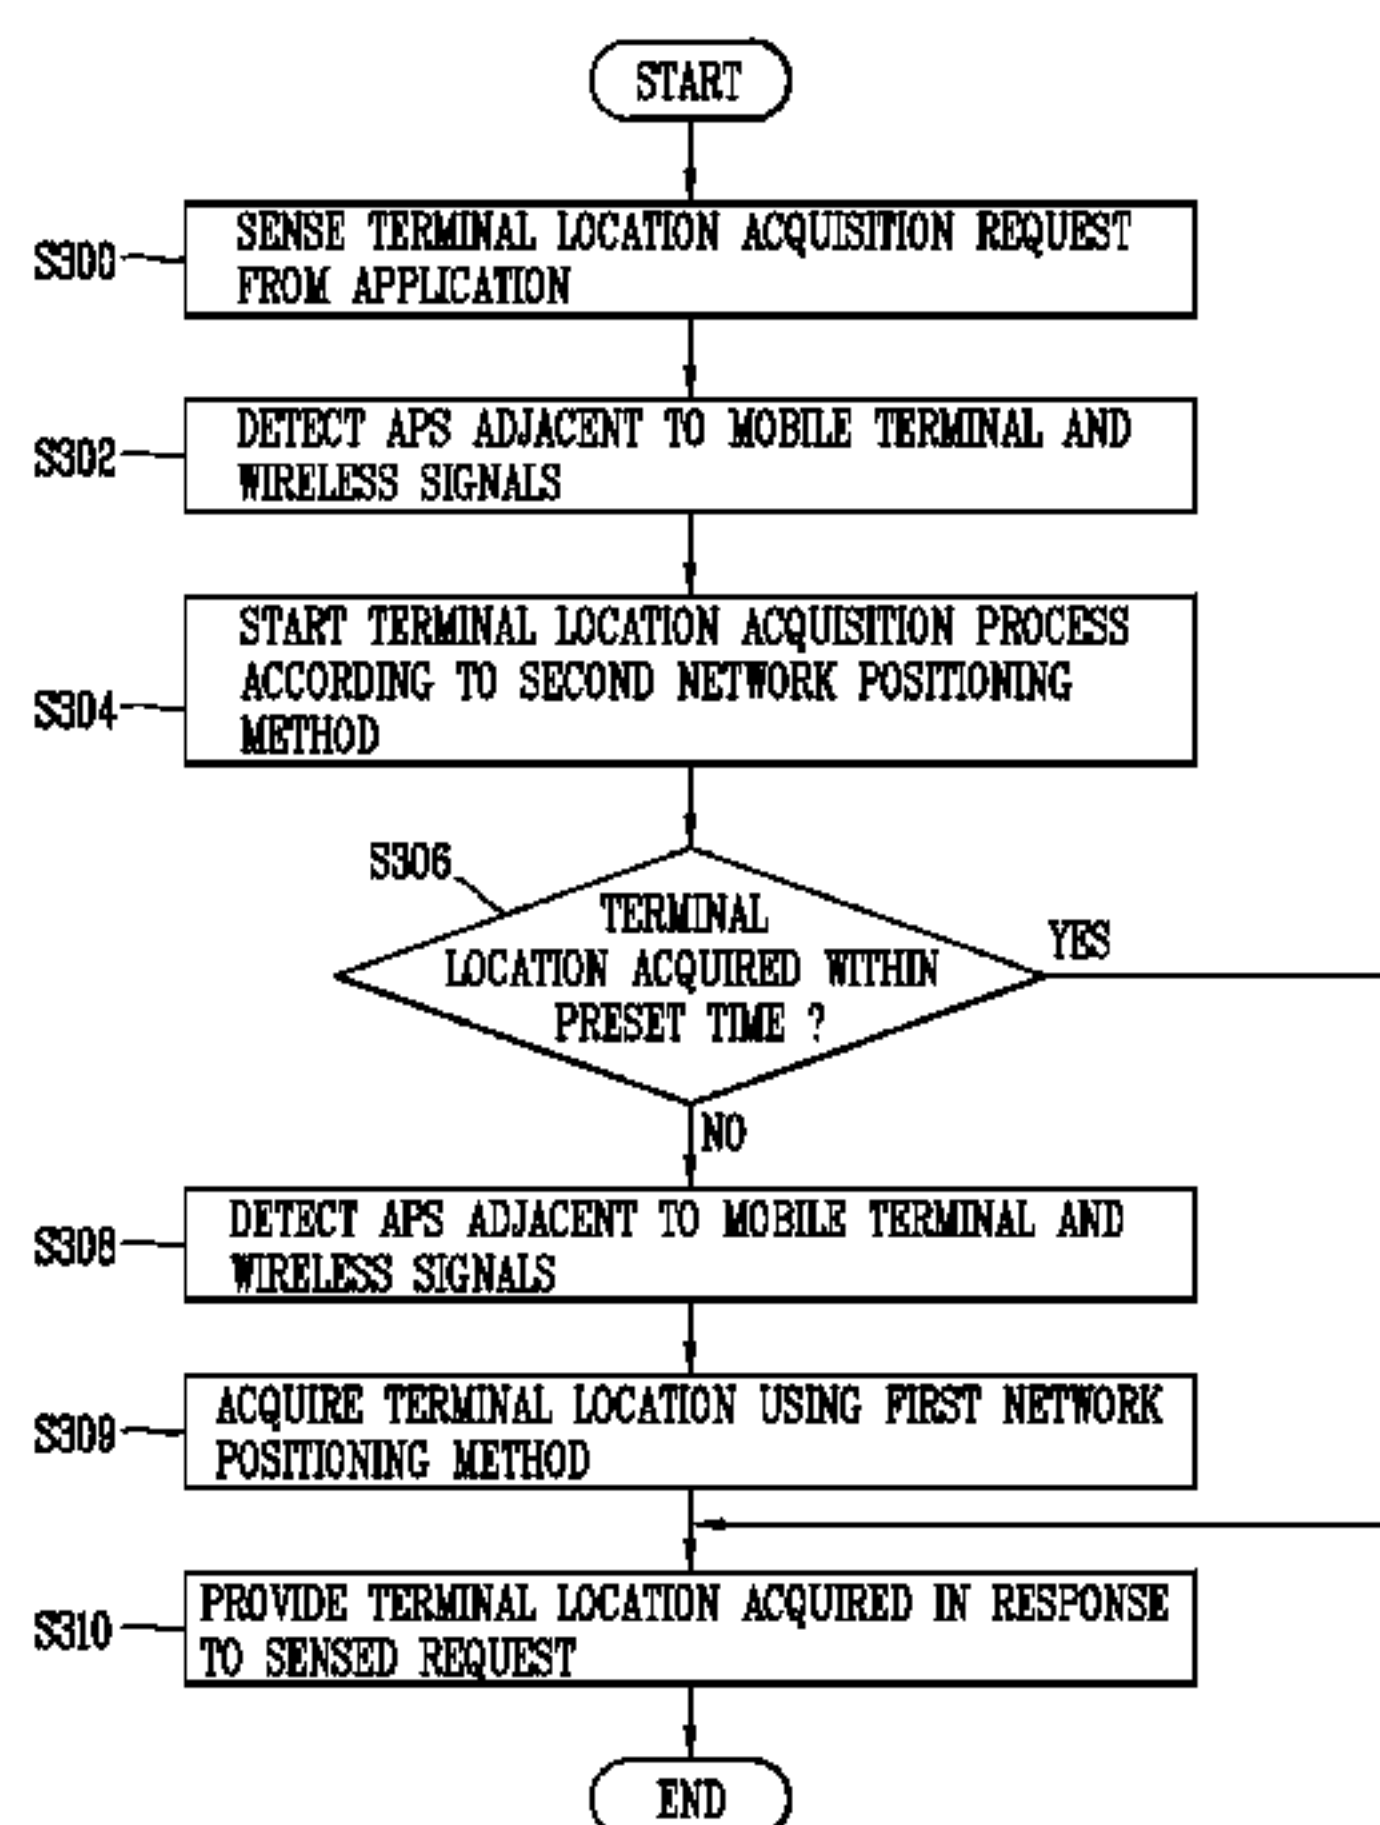 START
S300
SENSE TERMINAL LOCATION ACQUISITION REQUEST
FROM APPLICATION
S302
DETECT APS ADJACENT TO MOBILE TERMINAL AND
WIRELESS SIGNALS
S304
START TERMINAL LOCATION ACQUISITION PROCESS
ACCORDING TO SECOND NETWORK POSITIONING
METHOD
S306
TERMINAL
LOCATION ACQUIRED WITHIN
PRESET TIME ?
YES
NO
S308
DETECT APS ADJACENT TO MOBILE TERMINAL AND
WIRELESS SIGNALS
S309
ACQUIRE TERMINAL LOCATION USING FIRST NETWORK
POSITIONING METHOD
S310
PROVIDE TERMINAL LOCATION ACQUIRED IN RESPONSE
TO SENSED REQUEST
END